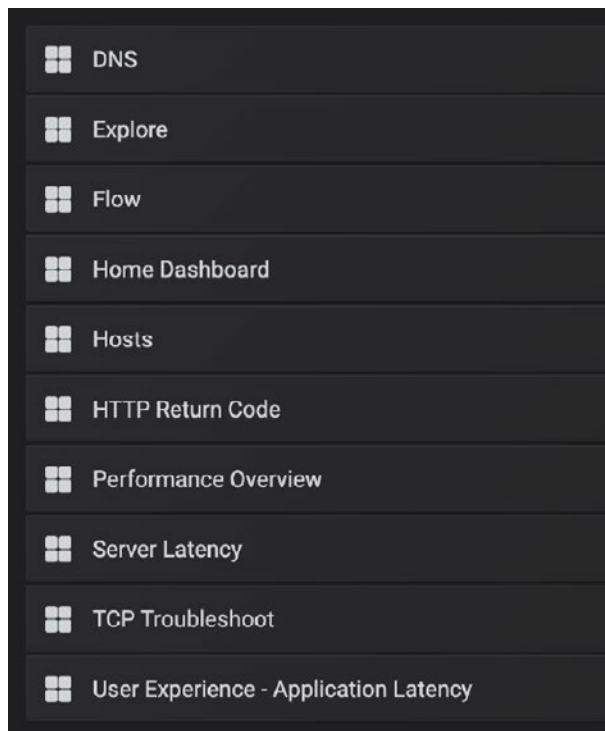 DNS
Explore
Flow
Home Dashboard
Hosts
HTTP Return Code
Performance Overview
Server Latency
TCP Troubleshoot
User Experience - Application Latency